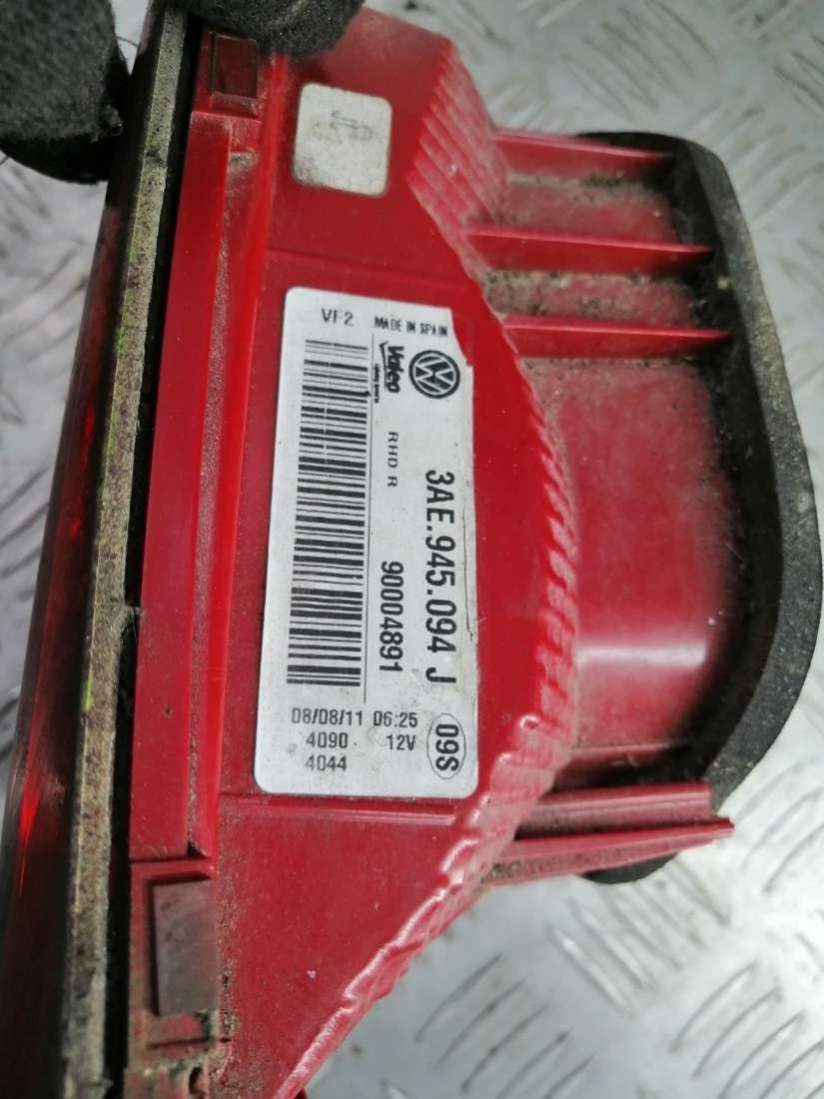 VF2 MADE IN SPAIN
Valeo
RHD R
3AE.945.094 J
90004891
08/08/11 06:25
4090 12V
4044
09S